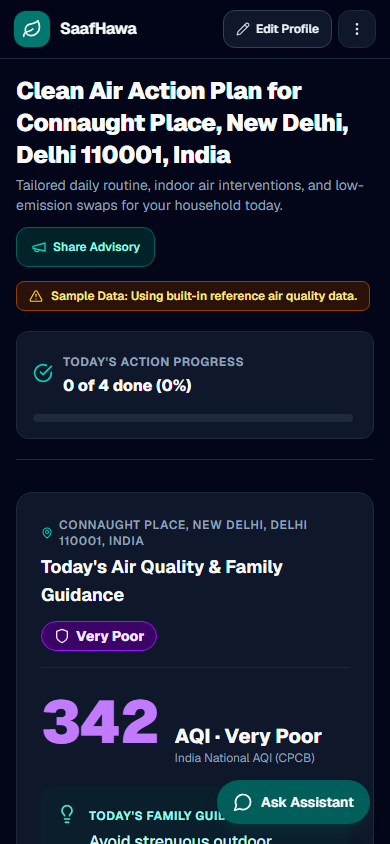 SaafHawa
Edit Profile
Clean Air Action Plan for
Connaught Place, New Delhi,
Delhi 110001, India
Tailored daily routine, indoor air interventions, and low-
emission swaps for your household today.
Share Advisory
Sample Data: Using built-in reference air quality data.
TODAY'S ACTION PROGRESS
0 of 4 done (0%)
CONNAUGHT PLACE, NEW DELHI, DELHI
110001, INDIA
Today's Air Quality & Family
Guidance
Very Poor
342
AQI · Very Poor
India National AQI (CPCB)
TODAY'S FAMILY
Ask Assistant
Avoid strenuous outdoor